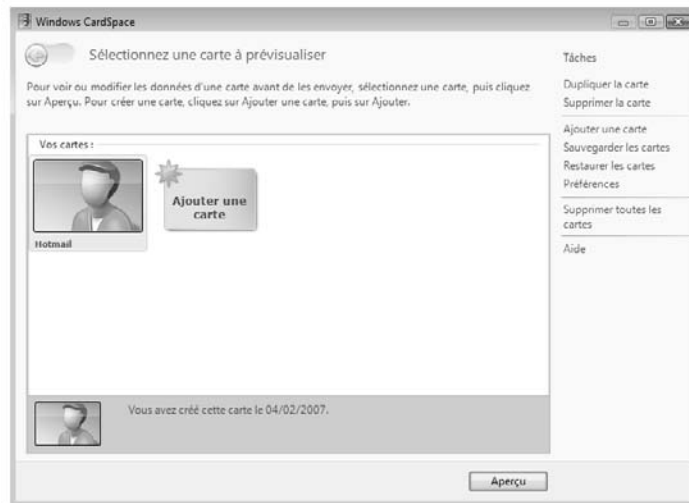 Windows CardSpace
Sélectionnez une carte à prévisualiser
Pour voir ou modifier les données d'une carte avant de les envoyer, sélectionnez une carte, puis cliquez
sur Aperçu. Pour créer une carte, cliquez sur Ajouter une carte, puis sur Ajouter.
Vos cartes :
Ajouter une
carte
Hotmail
Vous avez créé cette carte le 04/02/2007.
Aperçu
Tâches
Dupliquer la carte
Supprimer la carte
Ajouter une carte
Sauvegarder les cartes
Restaurer les cartes
Préférences
Supprimer toutes les
cartes
Aide